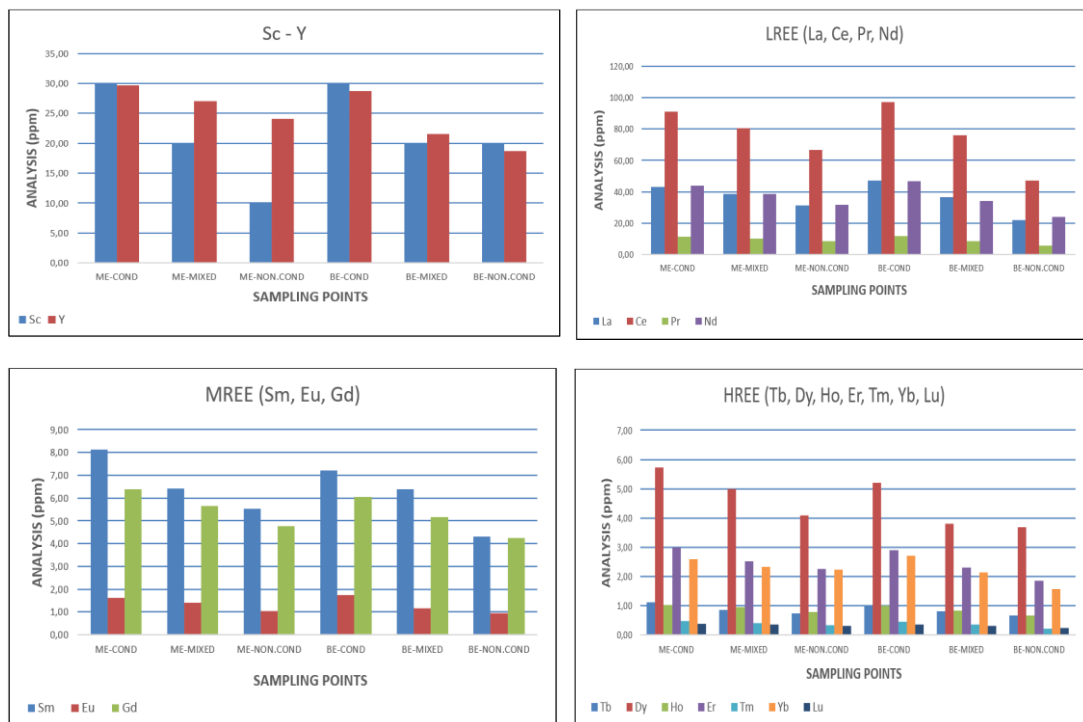 Sc - Y
ANALYSIS (ppm)
35,00
30,00
25,00
20,00
15,00
10,00
5,00
0,00
ME-COND ME-MIXED ME-NON.COND BE-COND BE-MIXED BE-NON.COND
SAMPLING POINTS
Sc Y
LREE (La, Ce, Pr, Nd)
ANALYSIS (ppm)
120,00
100,00
80,00
60,00
40,00
20,00
0,00
ME-COND ME-MIXED ME-NON.COND BE-COND BE-MIXED BE-NON.COND
SAMPLING POINTS
La Ce Pr Nd
MREE (Sm, Eu, Gd)
ANALYSIS (ppm)
9,00
8,00
7,00
6,00
5,00
4,00
3,00
2,00
1,00
0,00
ME-COND ME-MIXED ME-NON.COND BE-COND BE-MIXED BE-NON.COND
SAMPLING POINTS
Sm Eu Gd
HREE (Tb, Dy, Ho, Er, Tm, Yb, Lu)
ANALYSIS (ppm)
7,00
6,00
5,00
4,00
3,00
2,00
1,00
0,00
ME-COND ME-MIXED ME-NON.COND BE-COND BE-MIXED BE-NON.COND
SAMPLING POINTS
Tb Dy Ho Er Tm Yb Lu